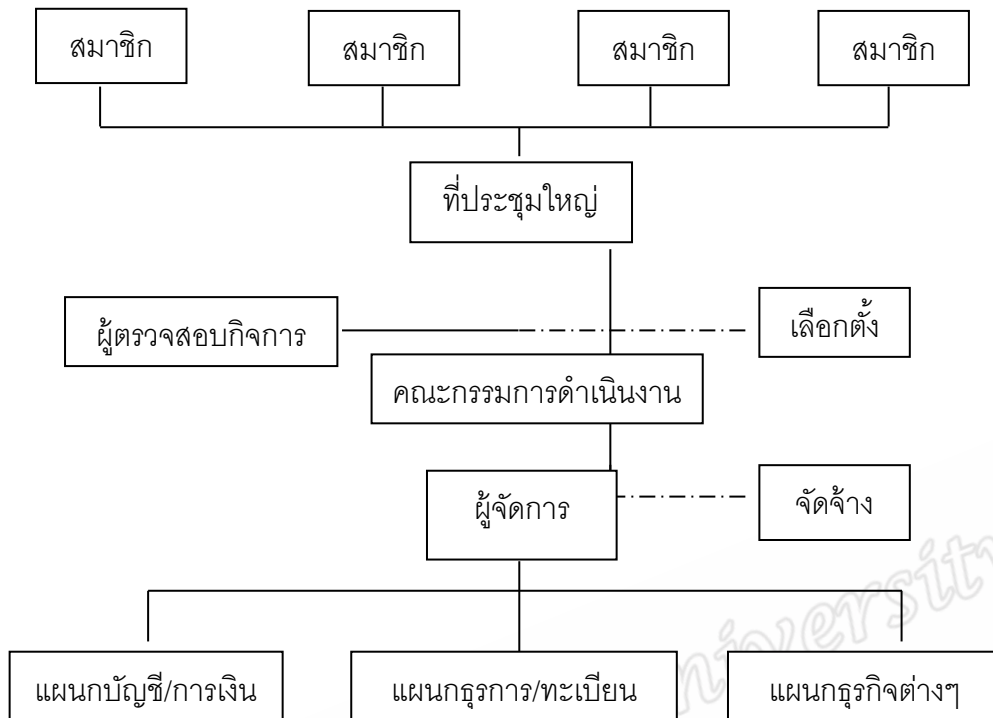 สมาชิก
สมาชิก
สมาชิก
สมาชิก
ที่ประชุมใหญ่
ผู้ตรวจสอบกิจการ
เลือกตั้ง
คณะกรรมการดำเนินงาน
ผู้จัดการ
จัดจ้าง
แผนกบัญชี/การเงิน
แผนกธุรการ/ทะเบียน
แผนกธุรกิจต่างๆ